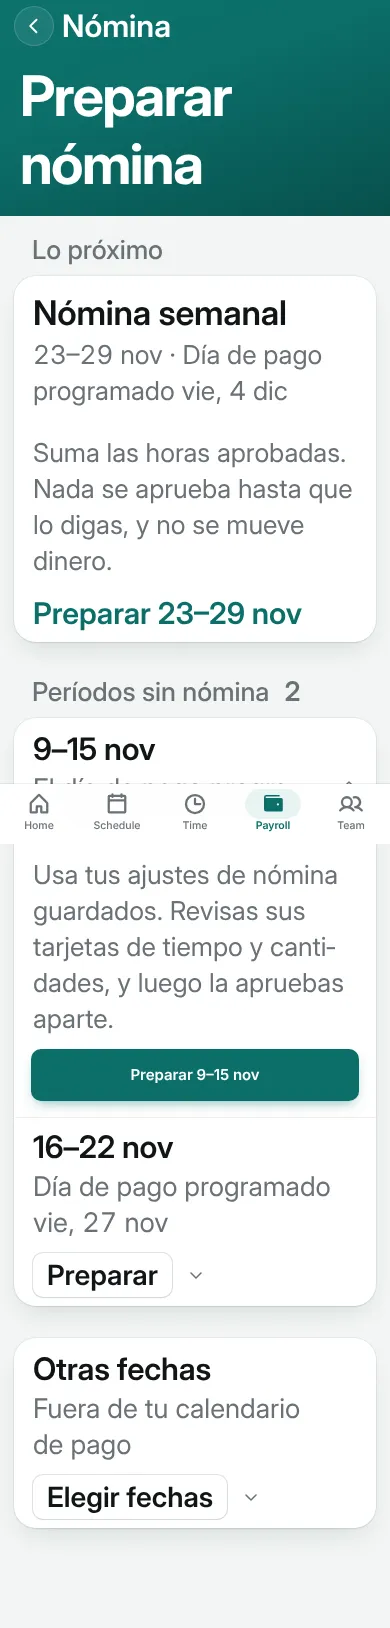 Nómina
Preparar
nómina
Lo próximo
Nómina semanal
23–29 nov · Día de pago
programado vie, 4 dic
Suma las horas aprobadas.
Nada se aprueba hasta que
lo digas, y no se mueve
dinero.
Preparar 23–29 nov
Períodos sin nómina 2
9–15 nov
El día de pago
Home Schedule Time Payroll Team
Usa tus ajustes de nómina
guardados. Revisas sus
tarjetas de tiempo y canti-
dades, y luego la apruebas
aparte.
Preparar 9–15 nov
16–22 nov
Día de pago programado
vie, 27 nov
Preparar
Otras fechas
Fuera de tu calendario
de pago
Elegir fechas